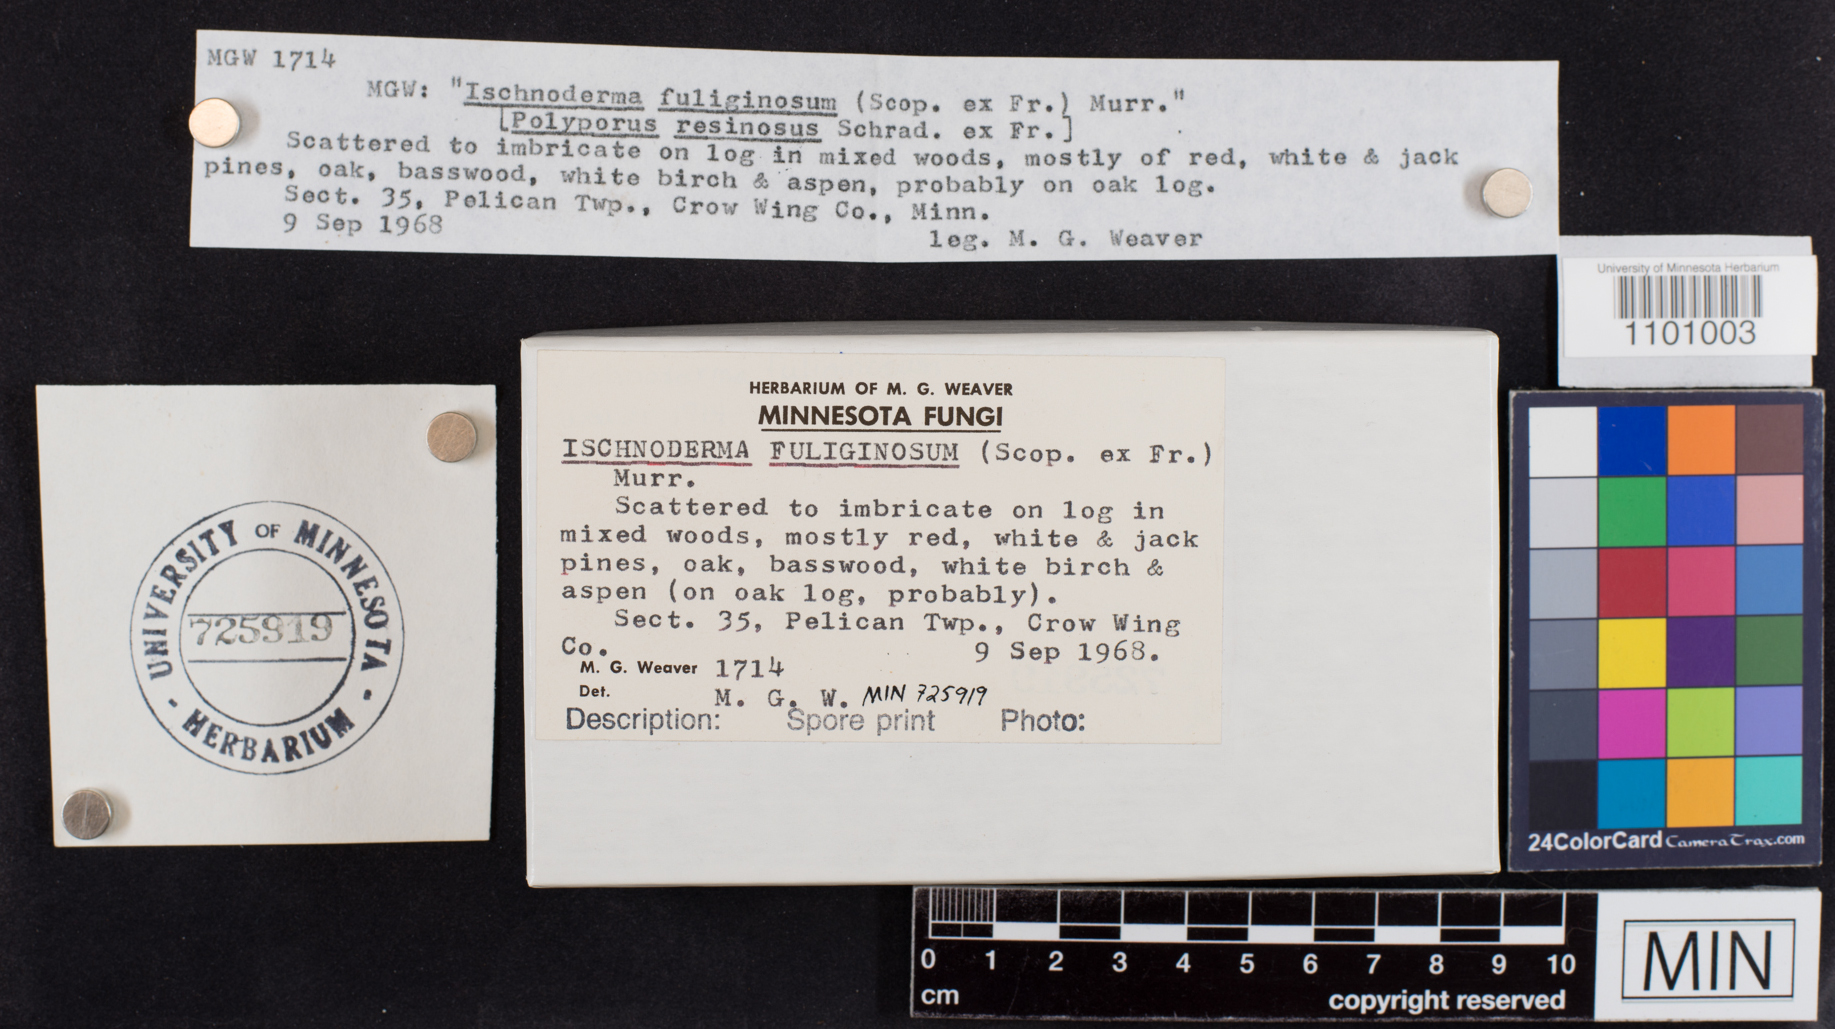 MGW 1714
MGW: "Ischnoderma fuliginosum (Scop. ex Fr.) Murr."
[Polyporus resinosus Schrad. ex Fr.]
Scattered to imbricate on log in mixed woods, mostly of red, white & jack
pines, oak, basswood, white birch & aspen, probably on oak log.
Sect. 35, Pelican Twp., Crow Wing Co., Minn.
9 Sep 1968
leg. M. G. Weaver
University of Minnesota Herbarium
1101003
HERBARIUM OF M. G. WEAVER
MINNESOTA FUNGI
ISCHNODERMA FULIGINOSUM (Scop. ex Fr.)
Murr.
Scattered to imbricate on log in
mixed woods, mostly red, white & jack
pines, oak, basswood, white birch &
aspen (on oak log, probably).
Sect. 35, Pelican Twp., Crow Wing
Co. 9 Sep 1968.
M. G. Weaver 1714
Det. M. G. W. MIN 725919
Description: Spore print Photo:
UNIVERSITY OF MINNESOTA
725919
- HERBARIUM -
24ColorCard CameraTrax.com
0 1 2 3 4 5 6 7 8 9 10
cm
copyright reserved
MIN